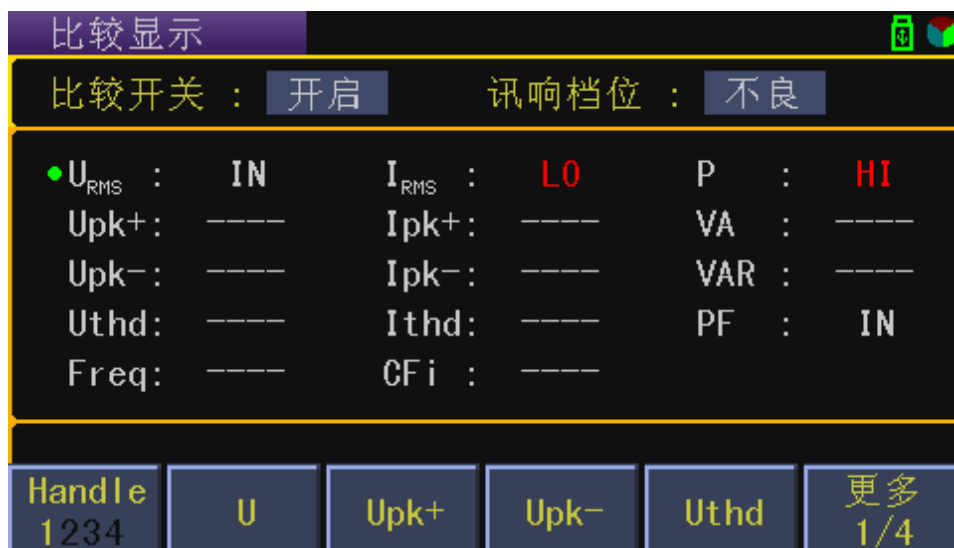 比较显示
比较开关 : 开启 讯响档位 : 不良
URMS : IN IRMS : LO P : HI
Upk+: ---- Ipk+: ---- VA : ----
Upk-: ---- Ipk-: ---- VAR : ----
Uthd: ---- Ithd: ---- PF : IN
Freq: ---- CFi : ----
Handle U Upk+ Upk- Uthd 更多
1234 1/4